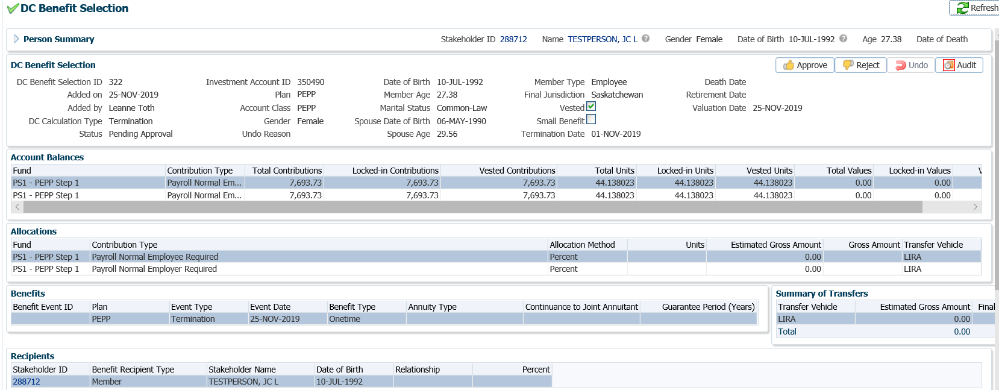 DC Benefit Selection
Refresh
Person Summary Stakeholder ID 288712 Name TESTPERSON, JC L Gender Female Date of Birth 10-JUL-1992 Age 27.38 Date of Death
DC Benefit Selection Approve Reject Undo Audit
DC Benefit Selection ID 322 Investment Account ID 350490 Date of Birth 10-JUL-1992 Member Type Employee Death Date
Added on 25-NOV-2019 Plan PEPP Member Age 27.38 Final Jurisdiction Saskatchewan Retirement Date
Added by Leanne Toth Account Class PEPP Marital Status Common-Law Vested Valuation Date 25-NOV-2019
DC Calculation Type Termination Gender Female Spouse Date of Birth 06-MAY-1990 Small Benefit
Status Pending Approval Undo Reason Spouse Age 29.56 Termination Date 01-NOV-2019
Account Balances
Fund Contribution Type Total Contributions Locked-in Contributions Vested Contributions Total Units Locked-in Units Vested Units Total Values Locked-in Values V
PS1 - PEPP Step 1 Payroll Normal Em... 7,693.73 7,693.73 7,693.73 44.138023 44.138023 44.138023 0.00 0.00
PS1 - PEPP Step 1 Payroll Normal Em... 7,693.73 7,693.73 7,693.73 44.138023 44.138023 44.138023 0.00 0.00
Allocations
Fund Contribution Type Allocation Method Units Estimated Gross Amount Gross Amount Transfer Vehicle
PS1 - PEPP Step 1 Payroll Normal Employee Required Percent 0.00 LIRA
PS1 - PEPP Step 1 Payroll Normal Employer Required Percent 0.00 LIRA
Benefits
Benefit Event ID Plan Event Type Event Date Benefit Type Annuity Type Continuance to Joint Annuitant Guarantee Period (Years)
PEPP Termination 25-NOV-2019 Onetime
Summary of Transfers
Transfer Vehicle Estimated Gross Amount Final
LIRA 0.00
Total 0.00
Recipients
Stakeholder ID Benefit Recipient Type Stakeholder Name Date of Birth Relationship Percent
288712 Member TESTPERSON, JC L 10-JUL-1992